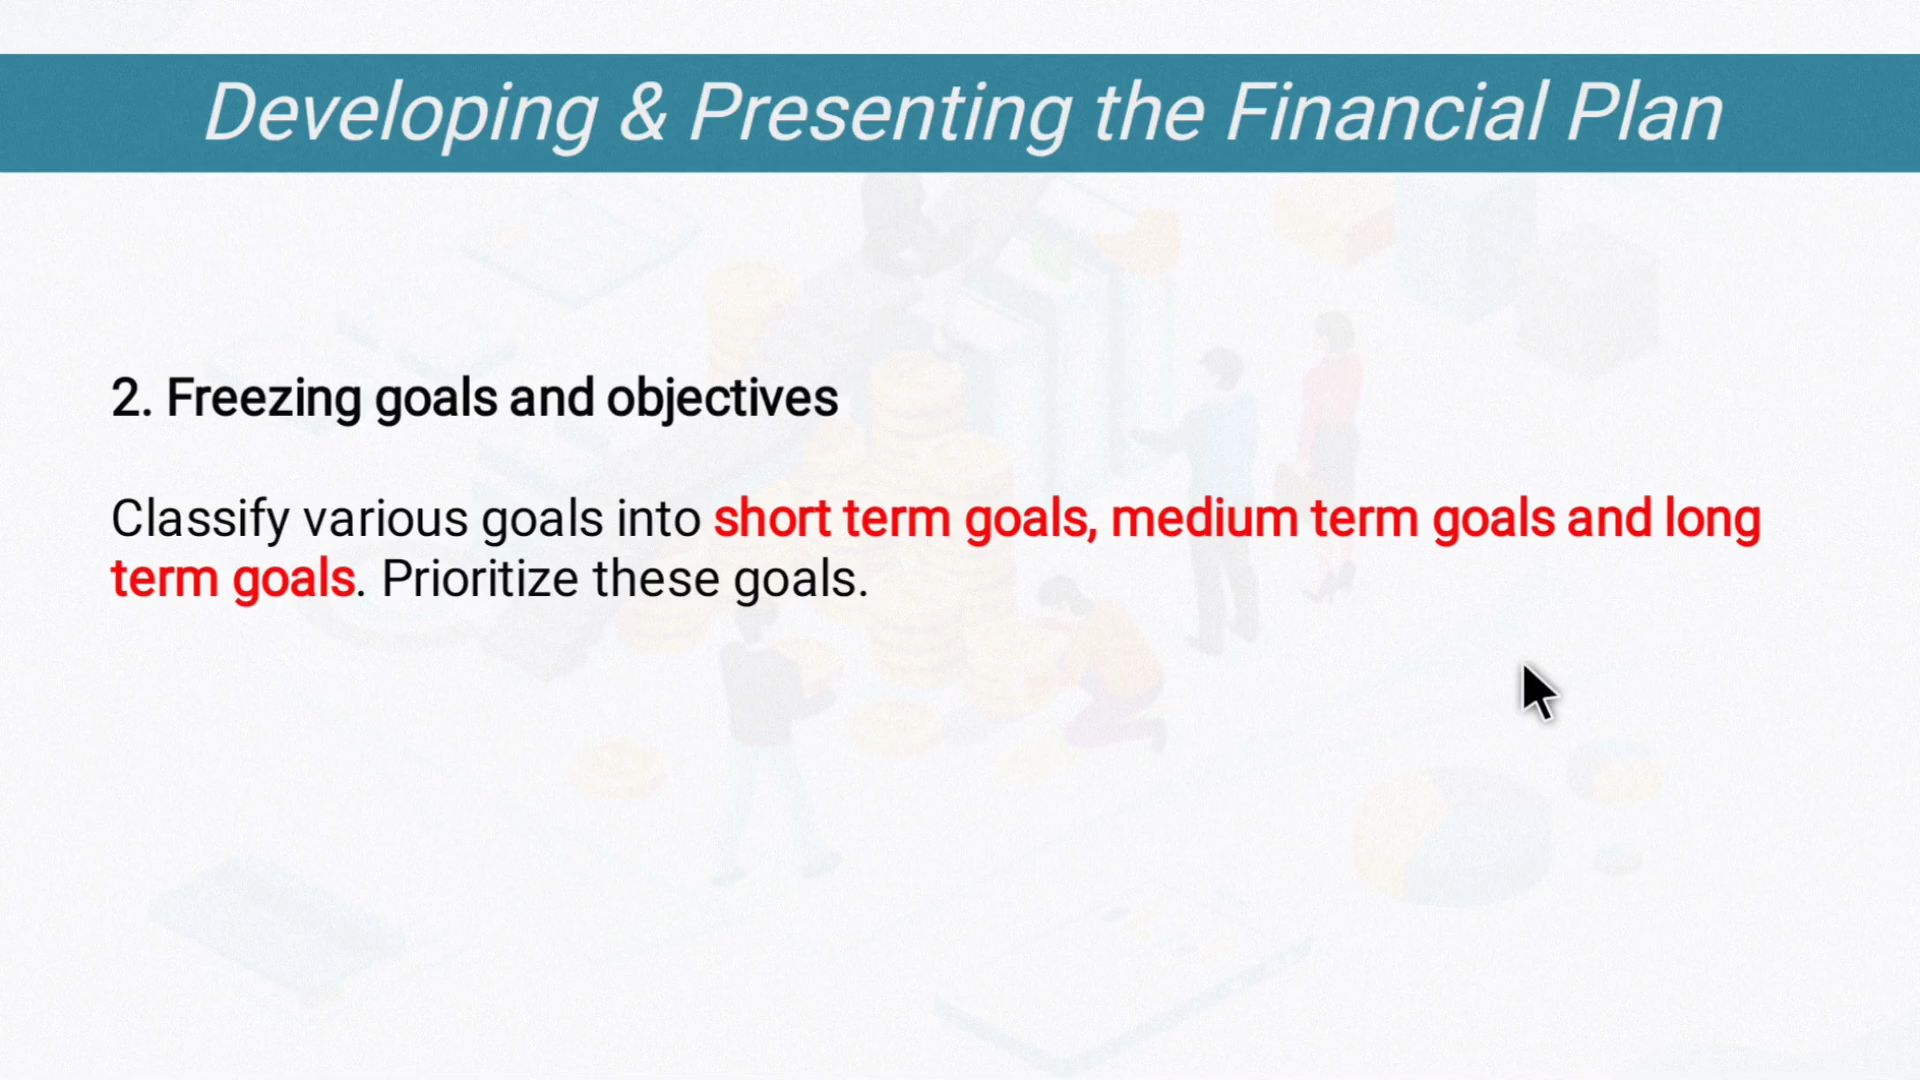 Developing & Presenting the Financial Plan
2. Freezing goals and objectives
Classify various goals into short term goals, medium term goals and long
term goals. Prioritize these goals.